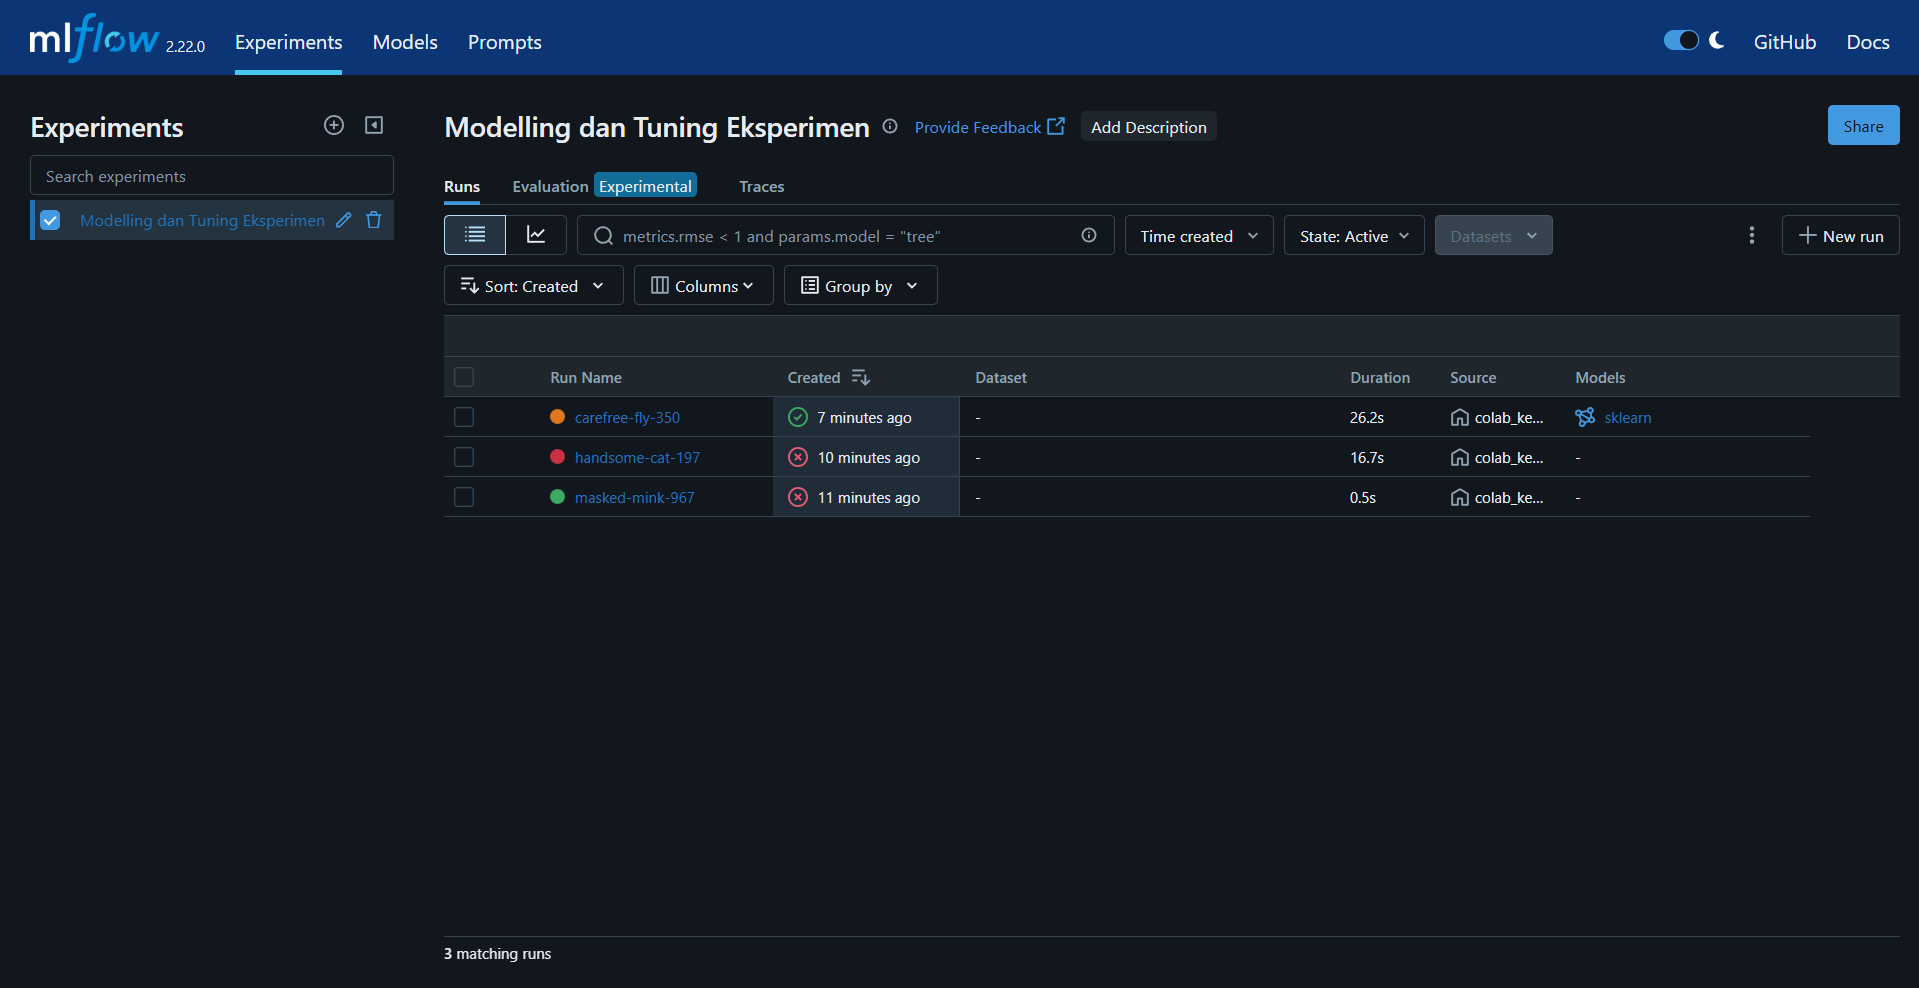 mlflow 2.22.0 Experiments Models Prompts GitHub Docs
Experiments
Search experiments
Modelling dan Tuning Eksperimen
Modelling dan Tuning Eksperimen Provide Feedback Add Description Share
Runs Evaluation Experimental Traces
metrics.rmse < 1 and params.model = "tree" Time created State: Active Datasets New run
Sort: Created Columns Group by
Run Name Created Dataset Duration Source Models
carefree-fly-350 7 minutes ago - 26.2s colab_ke... sklearn
handsome-cat-197 10 minutes ago - 16.7s colab_ke... -
masked-mink-967 11 minutes ago - 0.5s colab_ke... -
3 matching runs